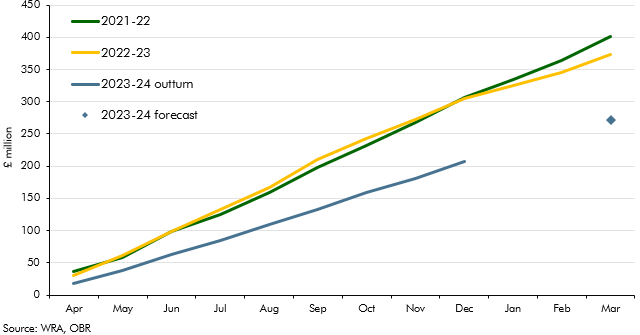 450
400
350
300
250
200
150
100
50
0
£ million
2021-22
2022-23
2023-24 outturn
2023-24 forecast
Apr May Jun Jul Aug Sep Oct Nov Dec Jan Feb Mar
Source: WRA, OBR